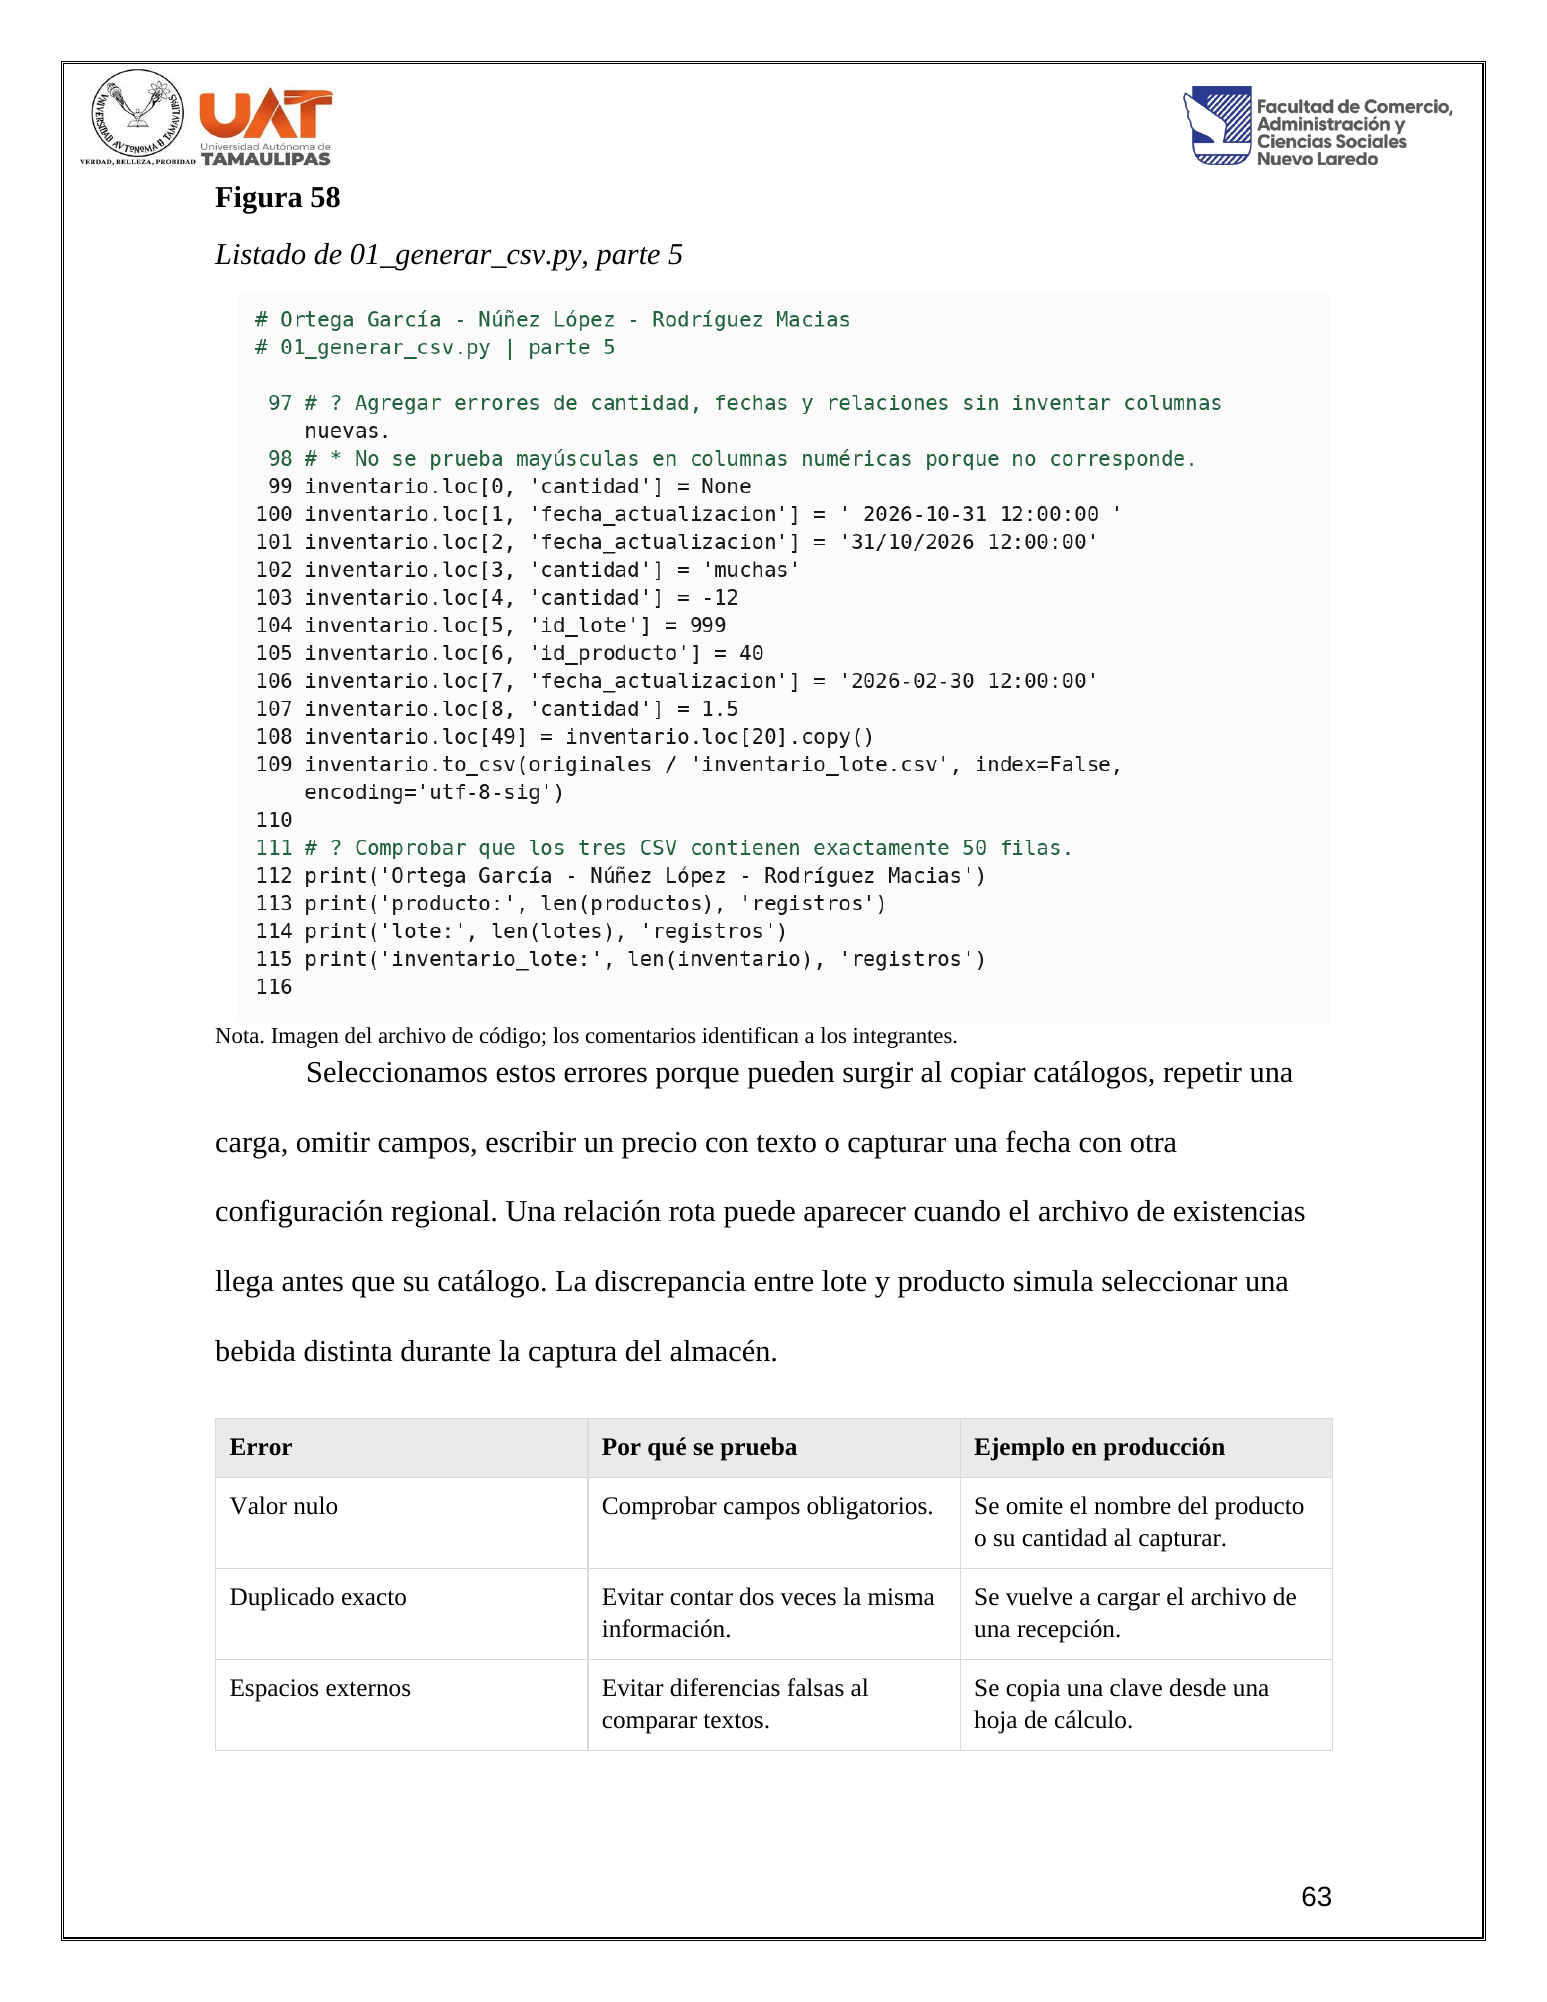 UNIVERSIDAD AVTONOMA D TAMAVLIPAS
VERDAD, BELLEZA, PROBIDAD
UAT
Universidad Autónoma de
TAMAULIPAS
Facultad de Comercio,
Administración y
Ciencias Sociales
Nuevo Laredo
Figura 58
Listado de 01_generar_csv.py, parte 5
# Ortega García - Núñez López - Rodríguez Macias
# 01_generar_csv.py | parte 5
97 # ? Agregar errores de cantidad, fechas y relaciones sin inventar columnas
nuevas.
98 # * No se prueba mayúsculas en columnas numéricas porque no corresponde.
99 inventario.loc[0, 'cantidad'] = None
100 inventario.loc[1, 'fecha_actualizacion'] = ' 2026-10-31 12:00:00 '
101 inventario.loc[2, 'fecha_actualizacion'] = '31/10/2026 12:00:00'
102 inventario.loc[3, 'cantidad'] = 'muchas'
103 inventario.loc[4, 'cantidad'] = -12
104 inventario.loc[5, 'id_lote'] = 999
105 inventario.loc[6, 'id_producto'] = 40
106 inventario.loc[7, 'fecha_actualizacion'] = '2026-02-30 12:00:00'
107 inventario.loc[8, 'cantidad'] = 1.5
108 inventario.loc[49] = inventario.loc[20].copy()
109 inventario.to_csv(originales / 'inventario_lote.csv', index=False,
encoding='utf-8-sig')
110
111 # ? Comprobar que los tres CSV contienen exactamente 50 filas.
112 print('Ortega García - Núñez López - Rodríguez Macias')
113 print('producto:', len(productos), 'registros')
114 print('lote:', len(lotes), 'registros')
115 print('inventario_lote:', len(inventario), 'registros')
116
Nota. Imagen del archivo de código; los comentarios identifican a los integrantes.
Seleccionamos estos errores porque pueden surgir al copiar catálogos, repetir una
carga, omitir campos, escribir un precio con texto o capturar una fecha con otra
configuración regional. Una relación rota puede aparecer cuando el archivo de existencias
llega antes que su catálogo. La discrepancia entre lote y producto simula seleccionar una
bebida distinta durante la captura del almacén.
Error
Por qué se prueba
Ejemplo en producción
Valor nulo
Comprobar campos obligatorios.
Se omite el nombre del producto
o su cantidad al capturar.
Duplicado exacto
Evitar contar dos veces la misma
información.
Se vuelve a cargar el archivo de
una recepción.
Espacios externos
Evitar diferencias falsas al
comparar textos.
Se copia una clave desde una
hoja de cálculo.
63